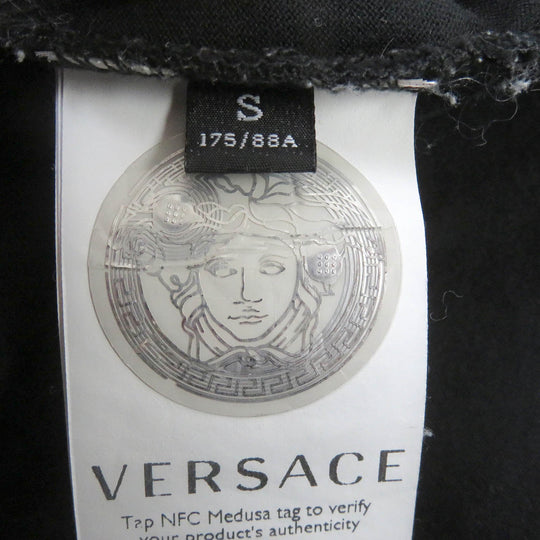 S
175/88A
VERSACE
Tap NFC Medusa tag to verify
your product's authenticity